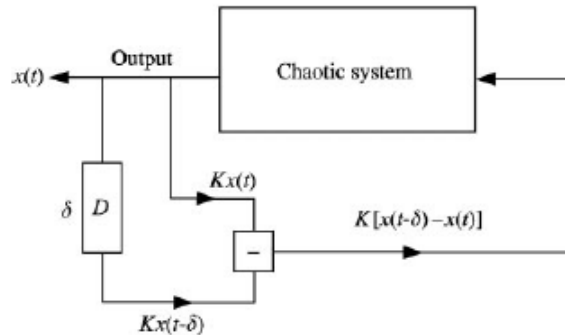 Output
x(t)
Chaotic system
Kx(t)
δ
D
K[x(t-δ)–x(t)]
–
Kx(t-δ)